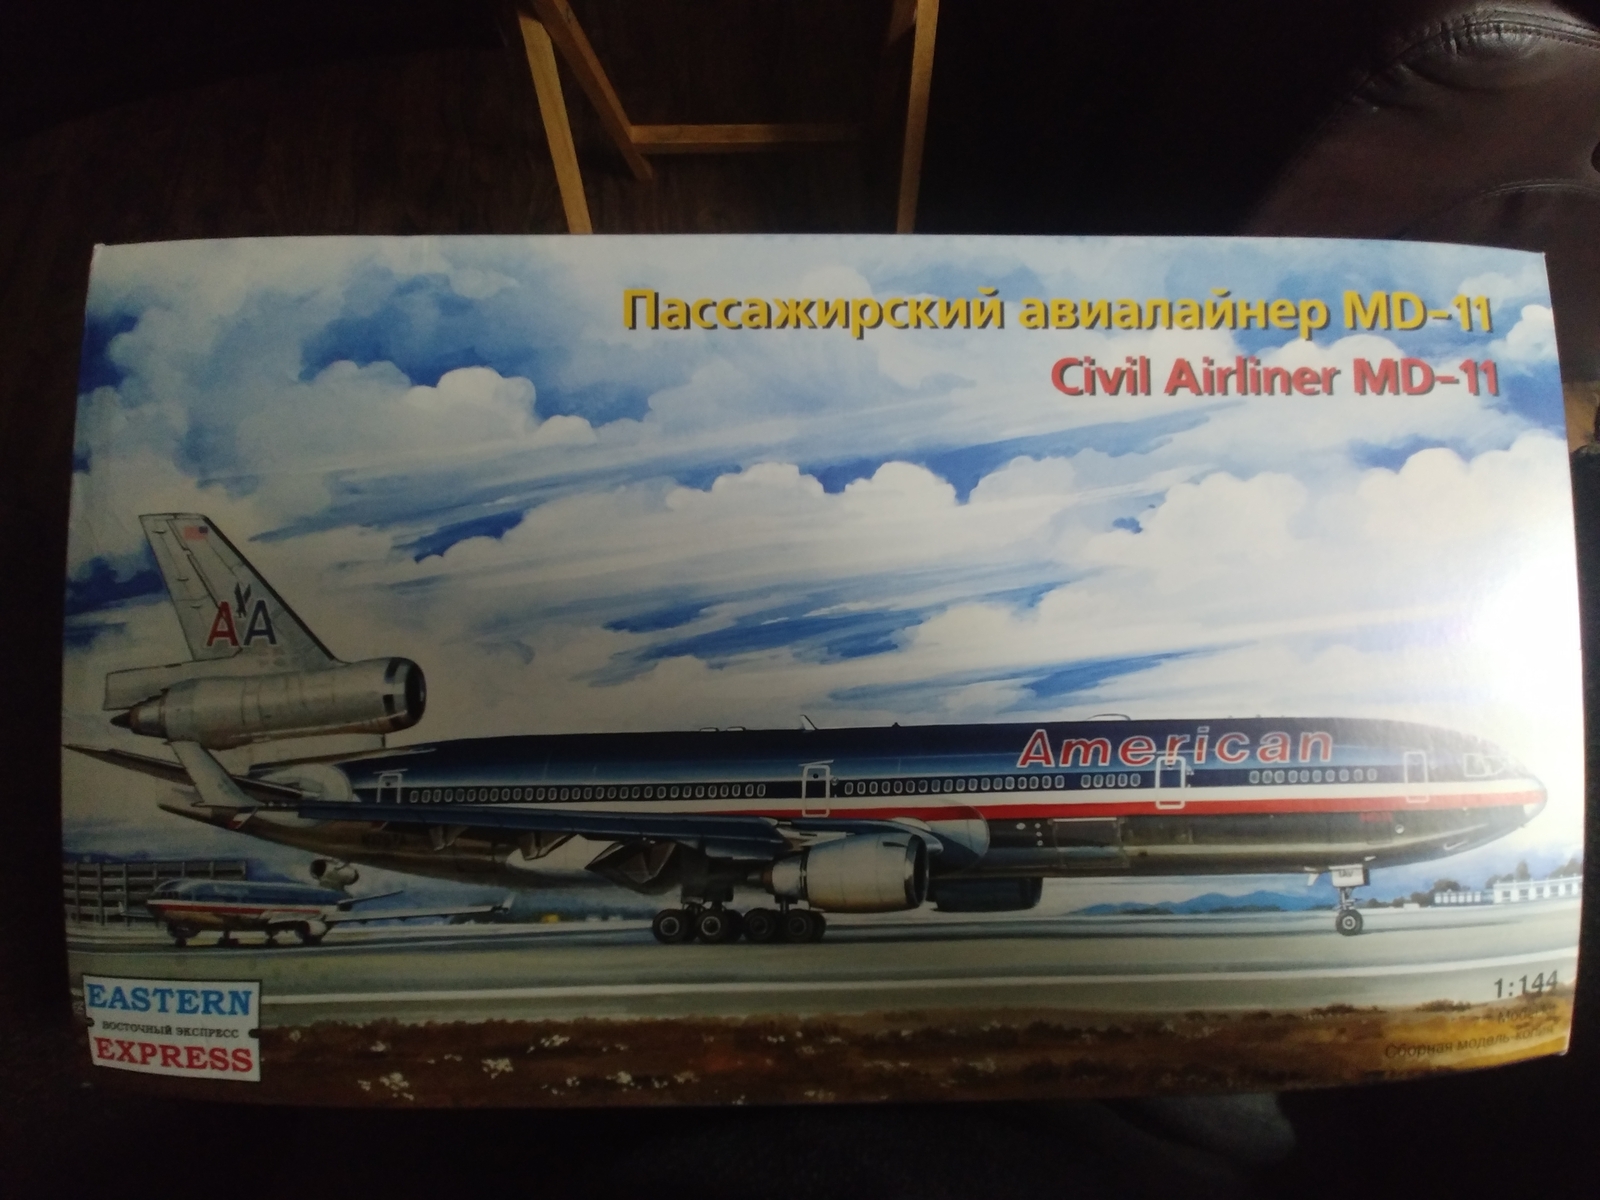 Пассажирский авиалайнер MD-11
Civil Airliner MD-11
AA
American
1:144
Сборная модель-копия
EASTERN
ВОСТОЧНЫЙ ЭКСПРЕСС
EXPRESS